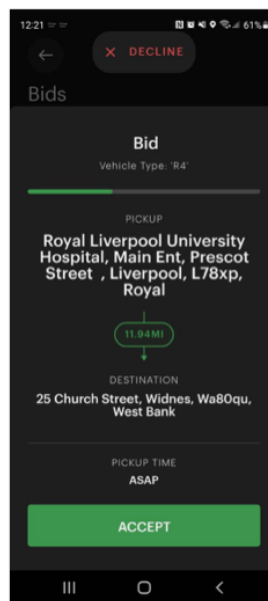 12:21 61%
X DECLINE
Bids
Bid
Vehicle Type: 'R4'
PICKUP
Royal Liverpool University
Hospital, Main Ent, Prescot
Street , Liverpool, L78xp,
Royal
11.94MI
DESTINATION
25 Church Street, Widnes, Wa80qu,
West Bank
PICKUP TIME
ASAP
ACCEPT